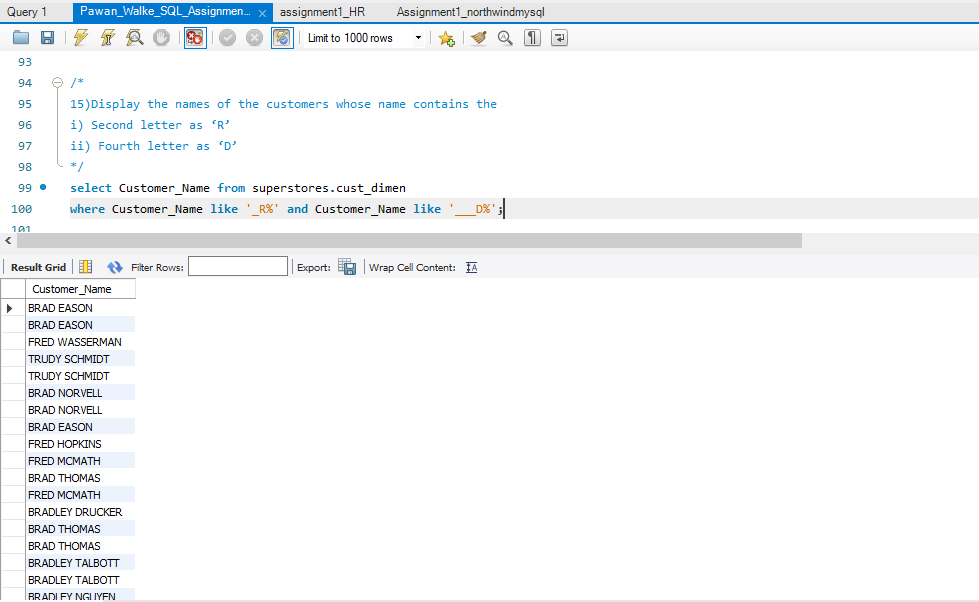 Query 1 Pawan_Walke_SQL_Assignmen... assignment1_HR Assignment1_northwindmysql
Limit to 1000 rows
93
94 /*
95 15)Display the names of the customers whose name contains the
96 i) Second letter as ‘R’
97 ii) Fourth letter as ‘D’
98 */
99 select Customer_Name from superstores.cust_dimen
100 where Customer_Name like '_R%' and Customer_Name like '___D%';
101
Result Grid Filter Rows: Export: Wrap Cell Content: IA
Customer_Name
BRAD EASON
BRAD EASON
FRED WASSERMAN
TRUDY SCHMIDT
TRUDY SCHMIDT
BRAD NORVELL
BRAD NORVELL
BRAD EASON
FRED HOPKINS
FRED MCMATH
BRAD THOMAS
FRED MCMATH
BRADLEY DRUCKER
BRAD THOMAS
BRAD THOMAS
BRADLEY TALBOTT
BRADLEY TALBOTT
BRADLEY NGUYEN